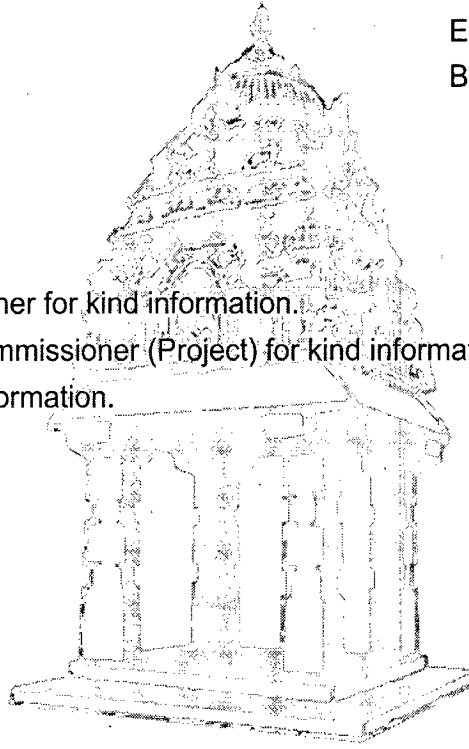 E
B
ner for kind information.
mmissioner (Project) for kind informat
ormation.